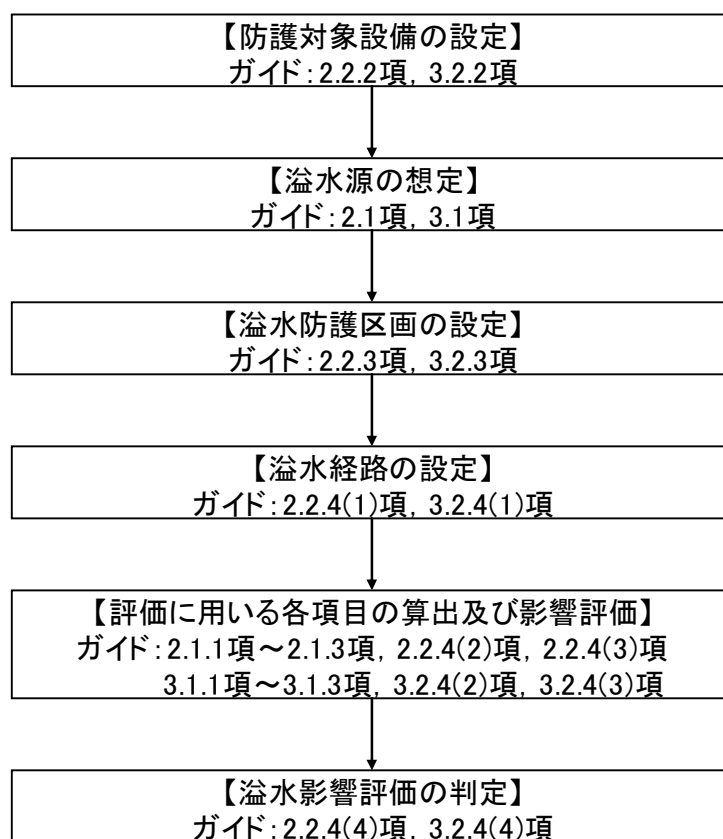 【防護対象設備の設定】
ガイド：2.2.2項，3.2.2項
【溢水源の想定】
ガイド：2.1項，3.1項
【溢水防護区画の設定】
ガイド：2.2.3項，3.2.3項
【溢水経路の設定】
ガイド：2.2.4(1)項，3.2.4(1)項
【評価に用いる各項目の算出及び影響評価】
ガイド：2.1.1項～2.1.3項，2.2.4(2)項，2.2.4(3)項
3.1.1項～3.1.3項，3.2.4(2)項，3.2.4(3)項
【溢水影響評価の判定】
ガイド：2.2.4(4)項，3.2.4(4)項